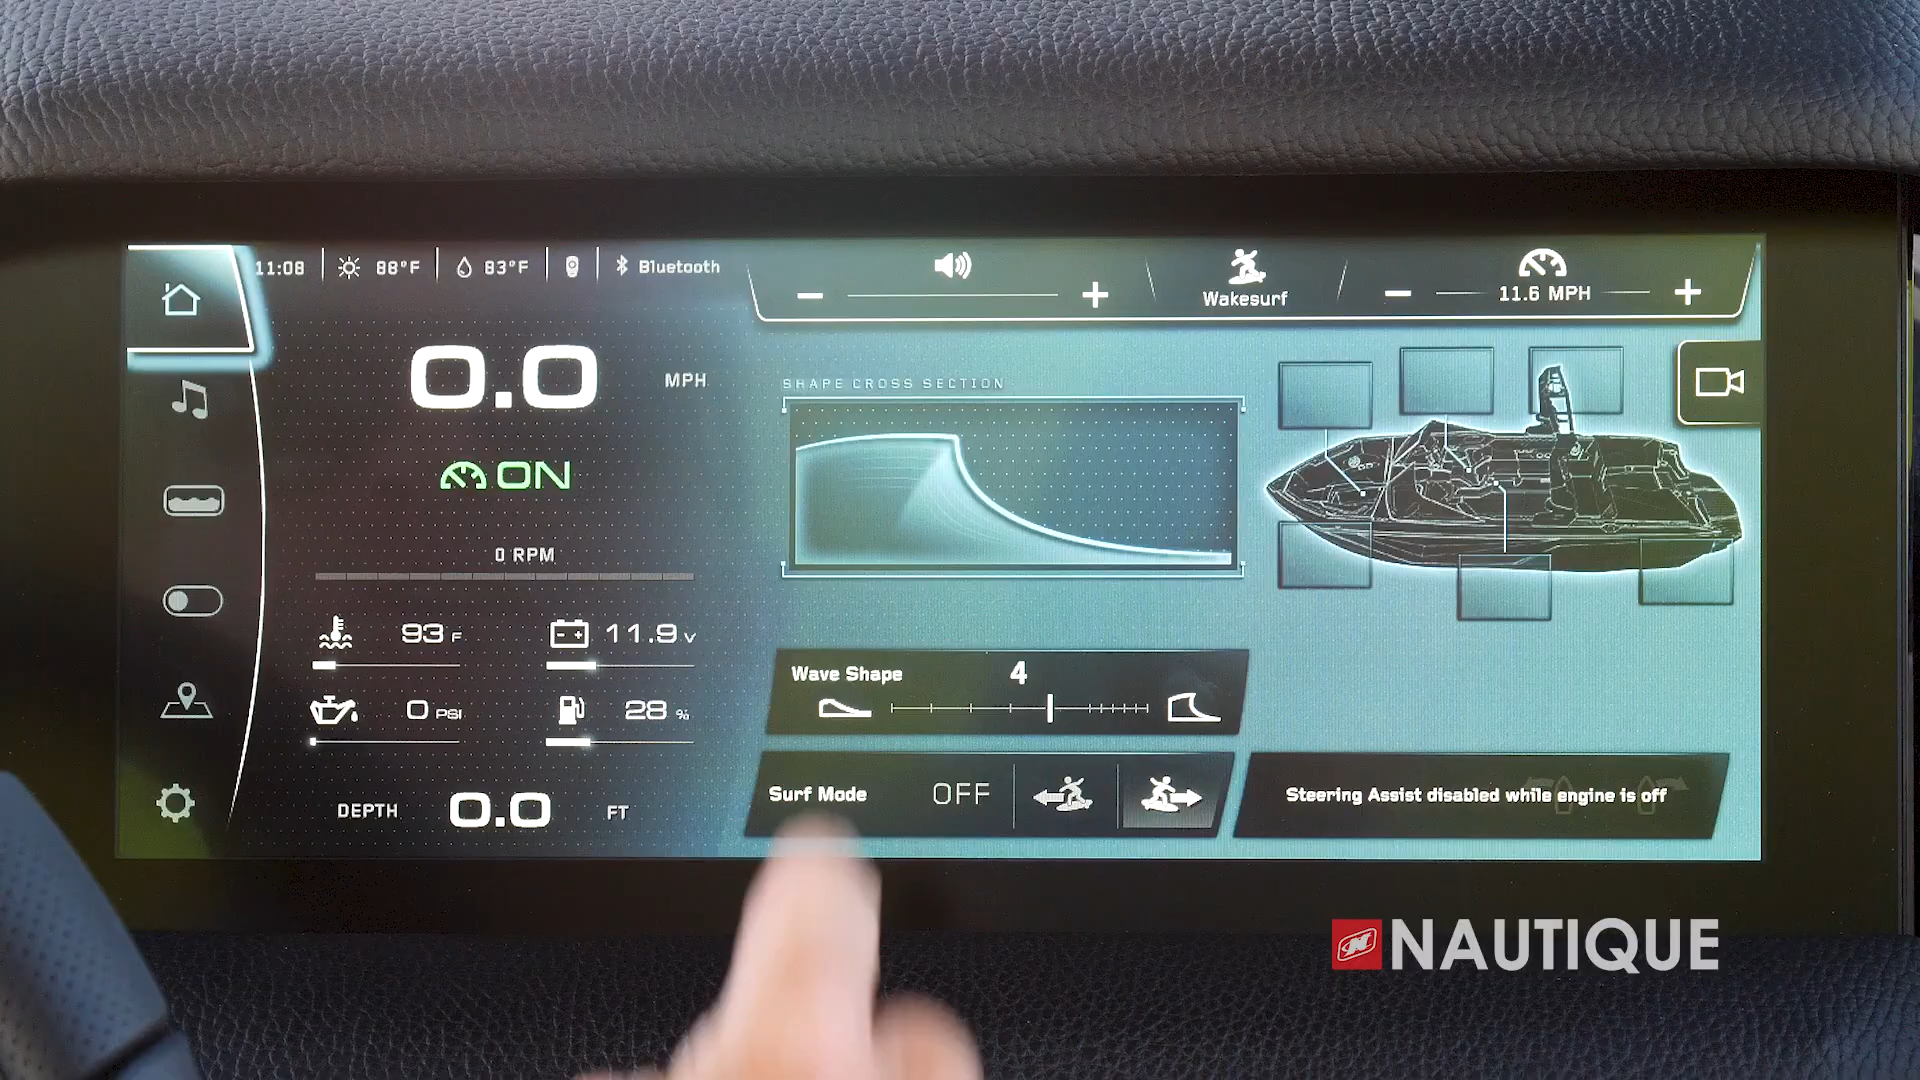 11:08 88°F 83°F Bluetooth
Wakesurf
11.6 MPH
0.0 MPH
ON
0 RPM
93 F 11.9 V
0 PSI 28 %
DEPTH 0.0 FT
SHAPE CROSS SECTION
Wave Shape 4
Surf Mode OFF
Steering Assist disabled while engine is off
NAUTIQUE